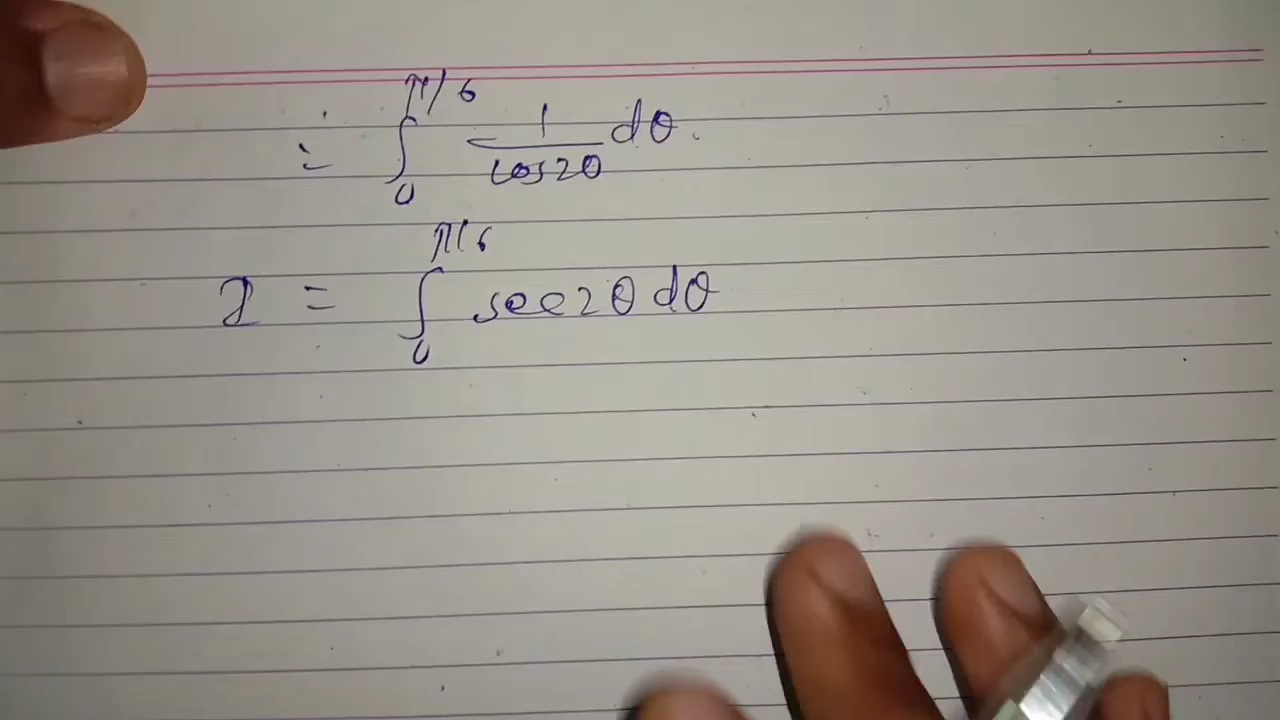 = ∫₀^{π/6} 1/cos2θ dθ.
I = ∫₀^{π/6} sec2θ dθ